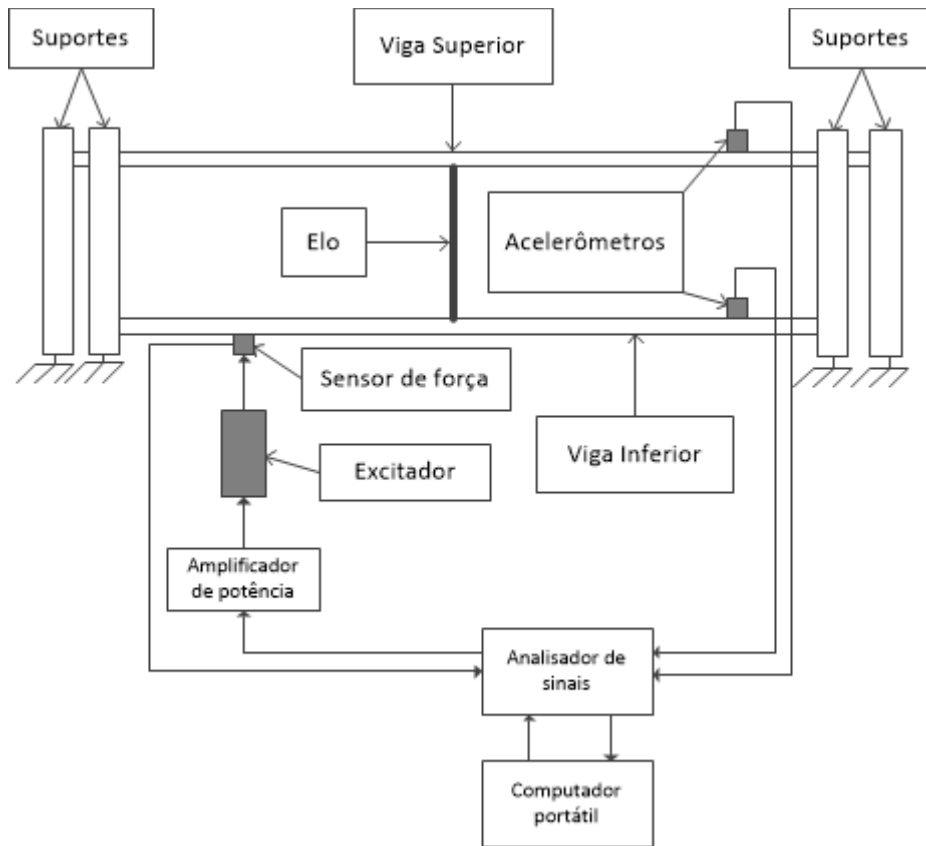 Suportes
Viga Superior
Suportes
Elo
Acelerômetros
Sensor de força
Excitador
Viga Inferior
Amplificador
de potência
Analisador de
sinais
Computador
portátil